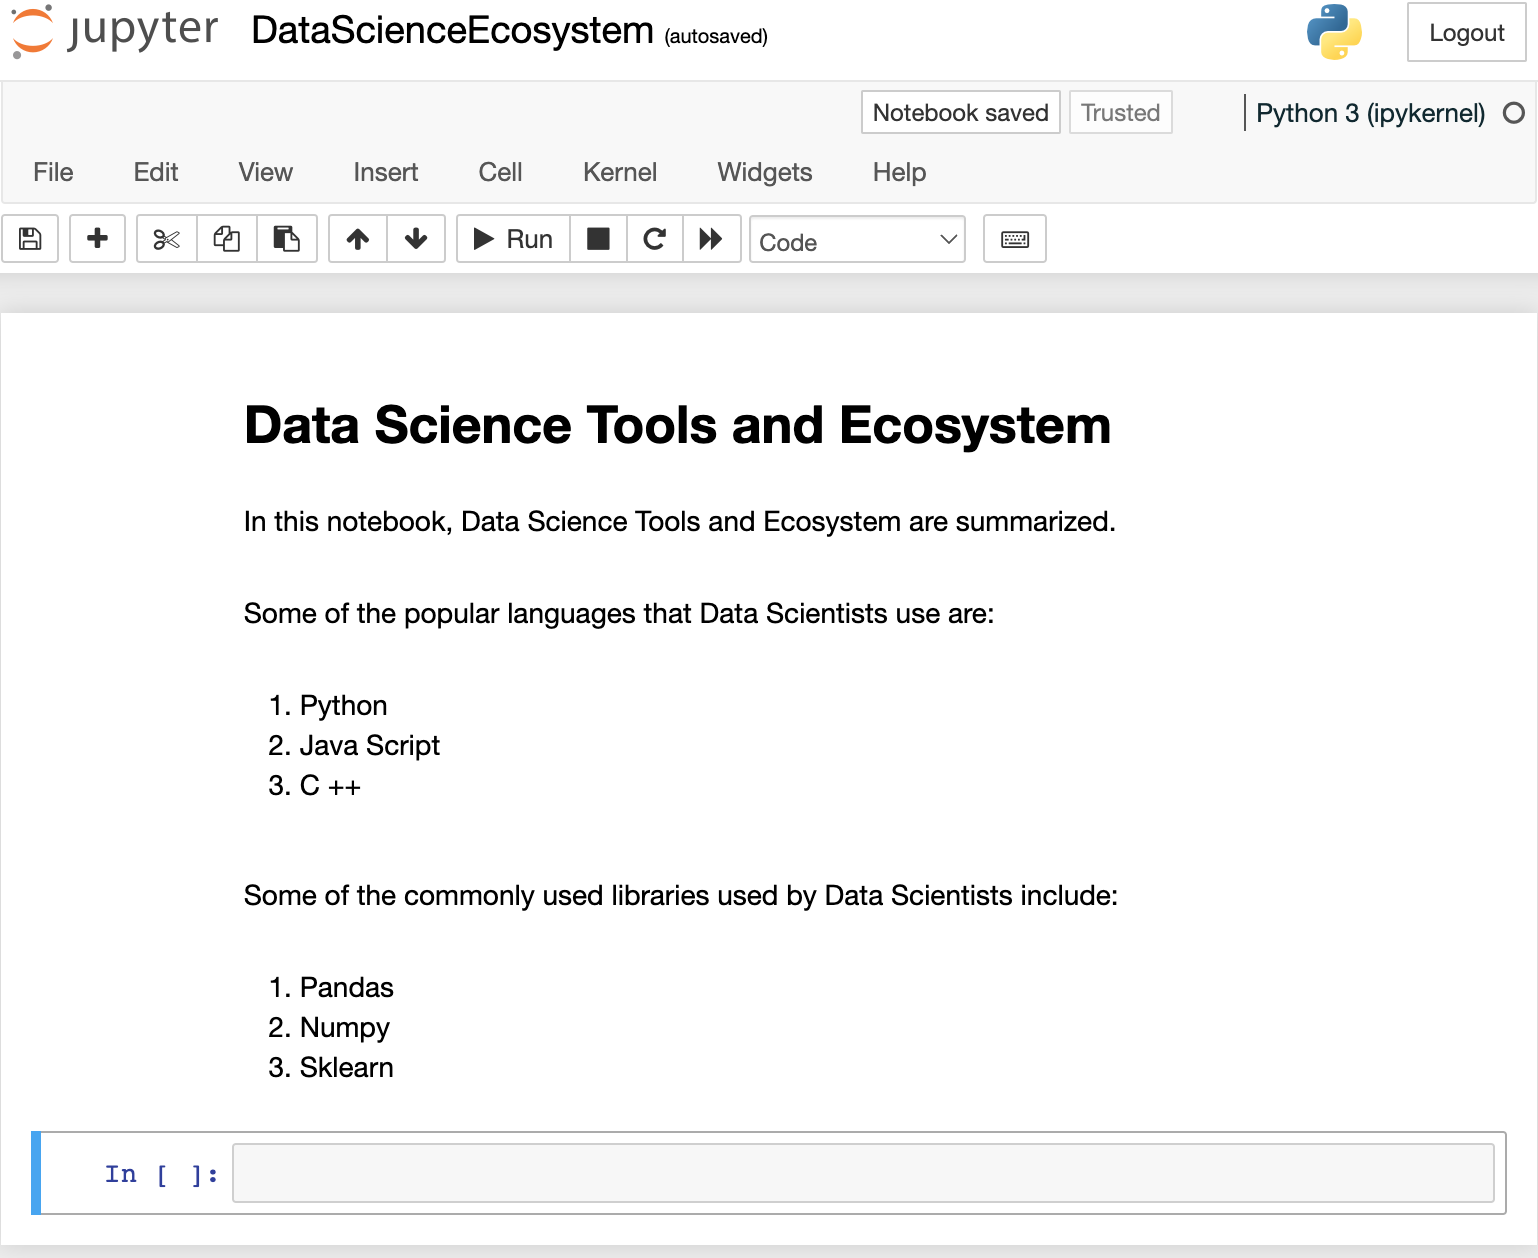 jupyter DataScienceEcosystem (autosaved) Logout
Notebook saved Trusted Python 3 (ipykernel)
File Edit View Insert Cell Kernel Widgets Help
Run Code
Data Science Tools and Ecosystem
In this notebook, Data Science Tools and Ecosystem are summarized.
Some of the popular languages that Data Scientists use are:
1. Python
2. Java Script
3. C ++
Some of the commonly used libraries used by Data Scientists include:
1. Pandas
2. Numpy
3. Sklearn
In [ ]: